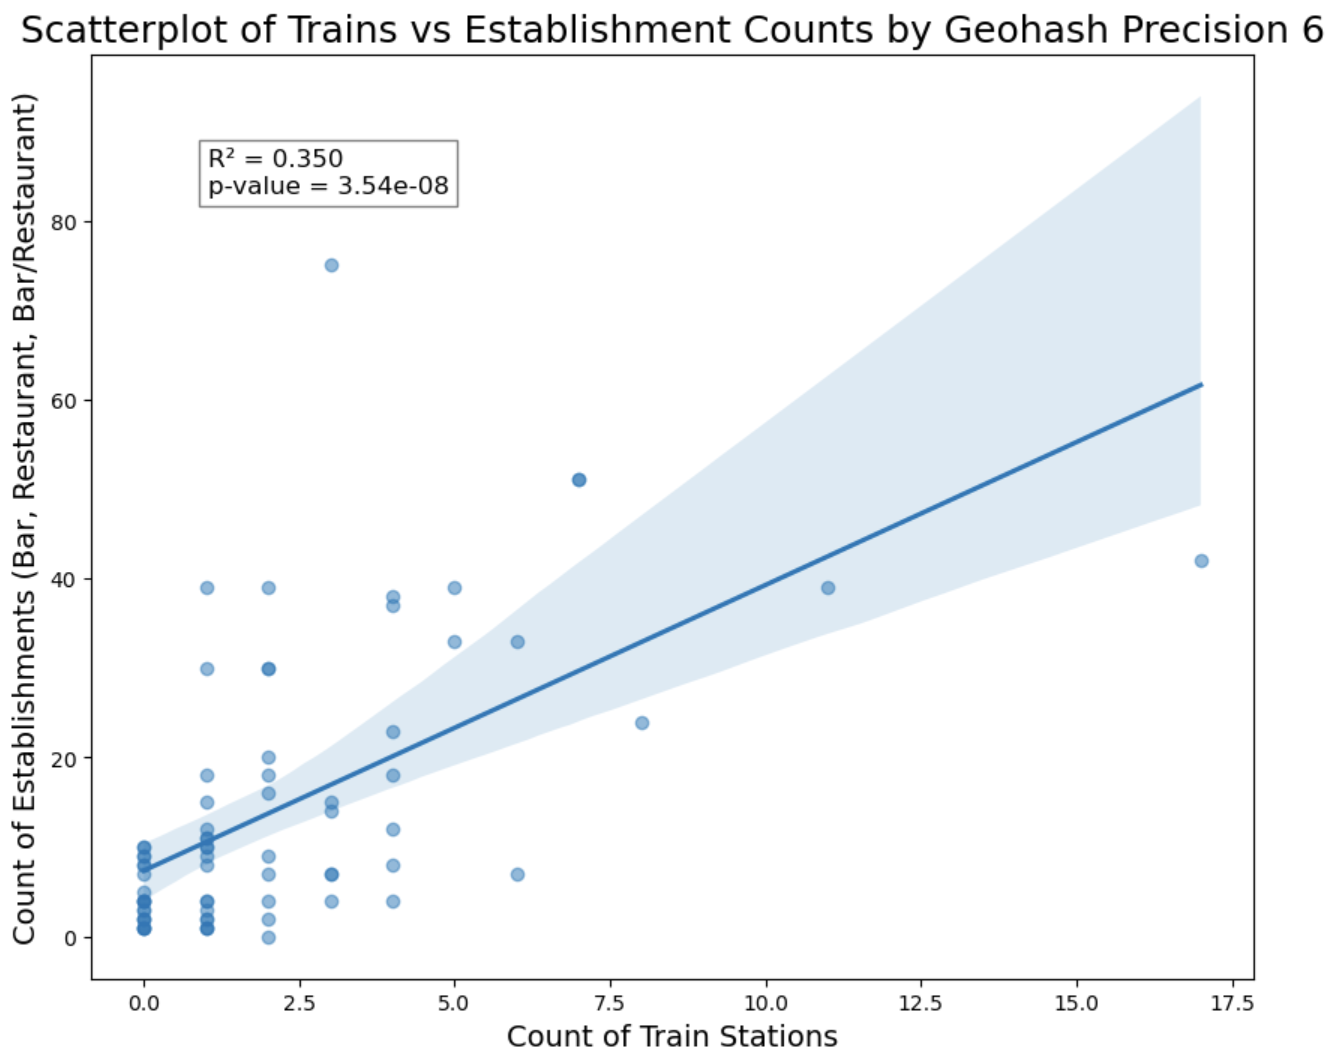 Scatterplot of Trains vs Establishment Counts by Geohash Precision 6
Count of Establishments (Bar, Restaurant, Bar/Restaurant)
R² = 0.350
p-value = 3.54e-08
80
60
40
20
0
0.0 2.5 5.0 7.5 10.0 12.5 15.0 17.5
Count of Train Stations